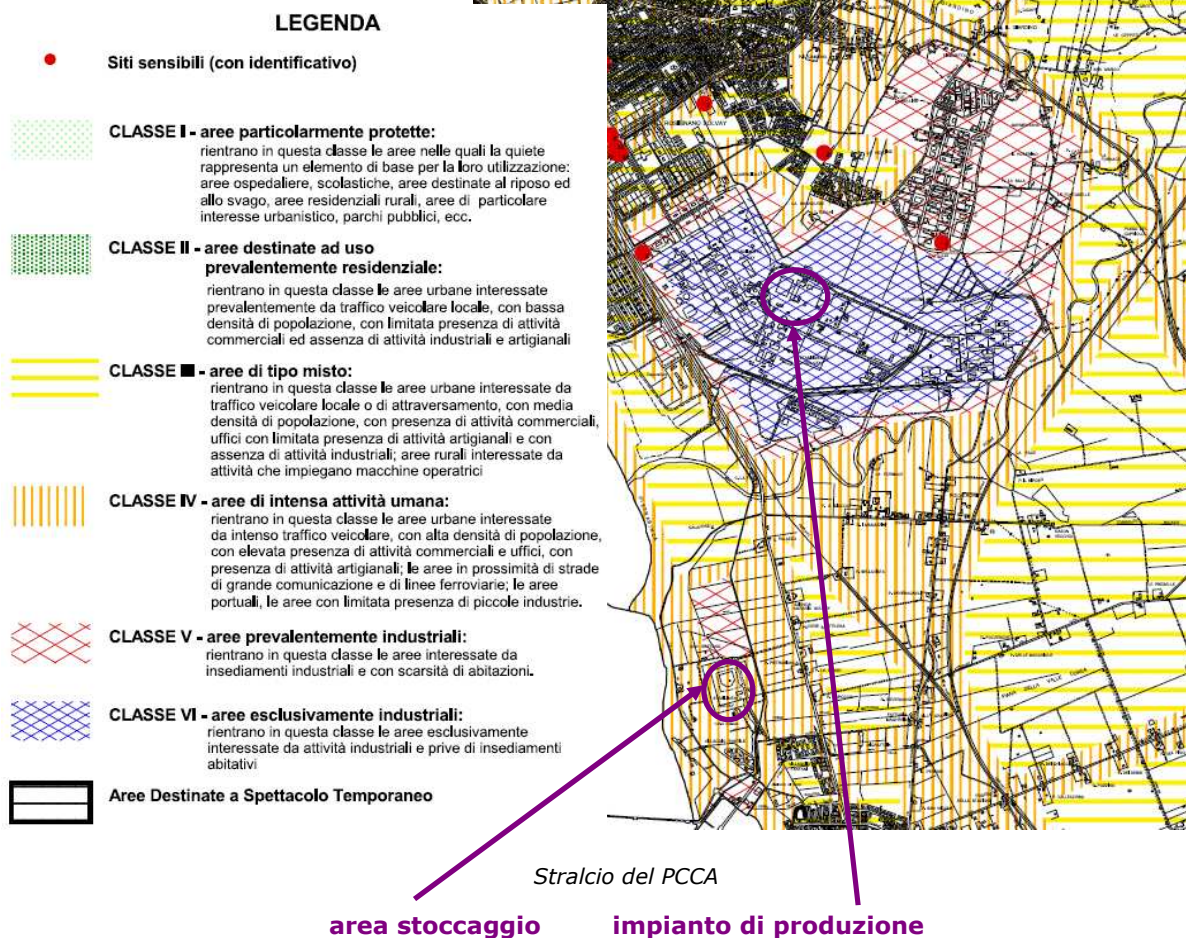 LEGENDA
Siti sensibili (con identificativo)
CLASSE I - aree particolarmente protette:
rientrano in questa classe le aree nelle quali la quiete
rappresenta un elemento di base per la loro utilizzazione:
aree ospedaliere, scolastiche, aree destinate al riposo ed
allo svago, aree residenziali rurali, aree di particolare
interesse urbanistico, parchi pubblici, ecc.
CLASSE II - aree destinate ad uso
prevalentemente residenziale:
rientrano in questa classe le aree urbane interessate
prevalentemente da traffico veicolare locale, con bassa
densità di popolazione, con limitata presenza di attività
commerciali ed assenza di attività industriali e artigianali
CLASSE III - aree di tipo misto:
rientrano in questa classe le aree urbane interessate da
traffico veicolare locale o di attraversamento, con media
densità di popolazione, con presenza di attività commerciali,
uffici con limitata presenza di attività artigianali e con
assenza di attività industriali; aree rurali interessate da
attività che impiegano macchine operatrici
CLASSE IV - aree di intensa attività umana:
rientrano in questa classe le aree urbane interessate
da intenso traffico veicolare, con alta densità di popolazione,
con elevata presenza di attività commerciali e uffici, con
presenza di attività artigianali; le aree in prossimità di strade
di grande comunicazione e di linee ferroviarie; le aree
portuali, le aree con limitata presenza di piccole industrie.
CLASSE V - aree prevalentemente industriali:
rientrano in questa classe le aree interessate da
insediamenti industriali e con scarsità di abitazioni.
CLASSE VI - aree esclusivamente industriali:
rientrano in questa classe le aree esclusivamente
interessate da attività industriali e prive di insediamenti
abitativi
Aree Destinate a Spettacolo Temporaneo
ROSIGNANO SOLVAY
Stralcio del PCCA
area stoccaggio
impianto di produzione